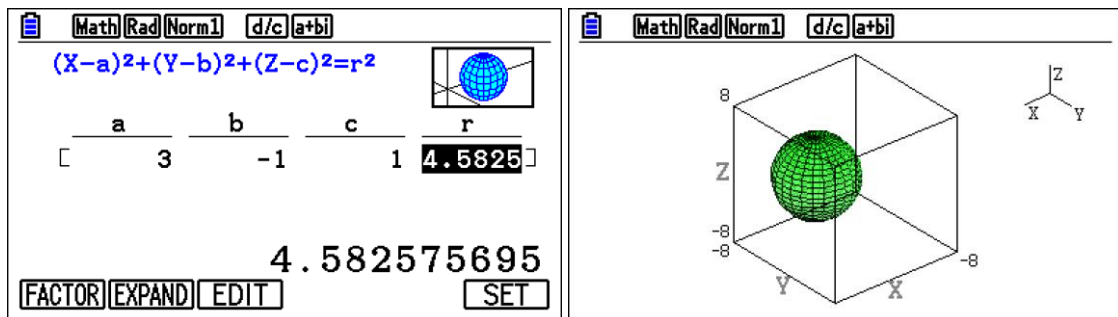 Math Rad Norm1 d/c a+bi
(X-a)²+(Y-b)²+(Z-c)²=r²
a b c r
[ 3 -1 1 4.5825 ]
4.582575695
FACTOR EXPAND EDIT SET
Math Rad Norm1 d/c a+bi
Z
X Y
8
Z
-8
-8
-8
Y X